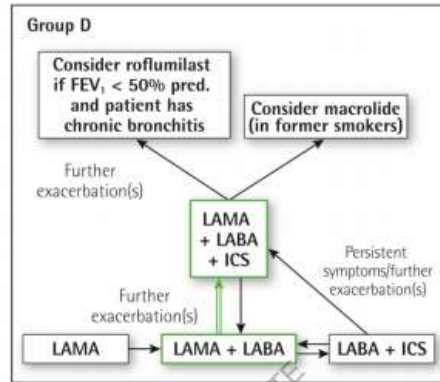 Group D
Consider roflumilast
if FEV₁ < 50% pred.
and patient has
chronic bronchitis
Consider macrolide
(in former smokers)
Further
exacerbation(s)
LAMA
+ LABA
+ ICS
Persistent
symptoms/further
exacerbation(s)
Further
exacerbation(s)
LAMA
LAMA + LABA
LABA + ICS